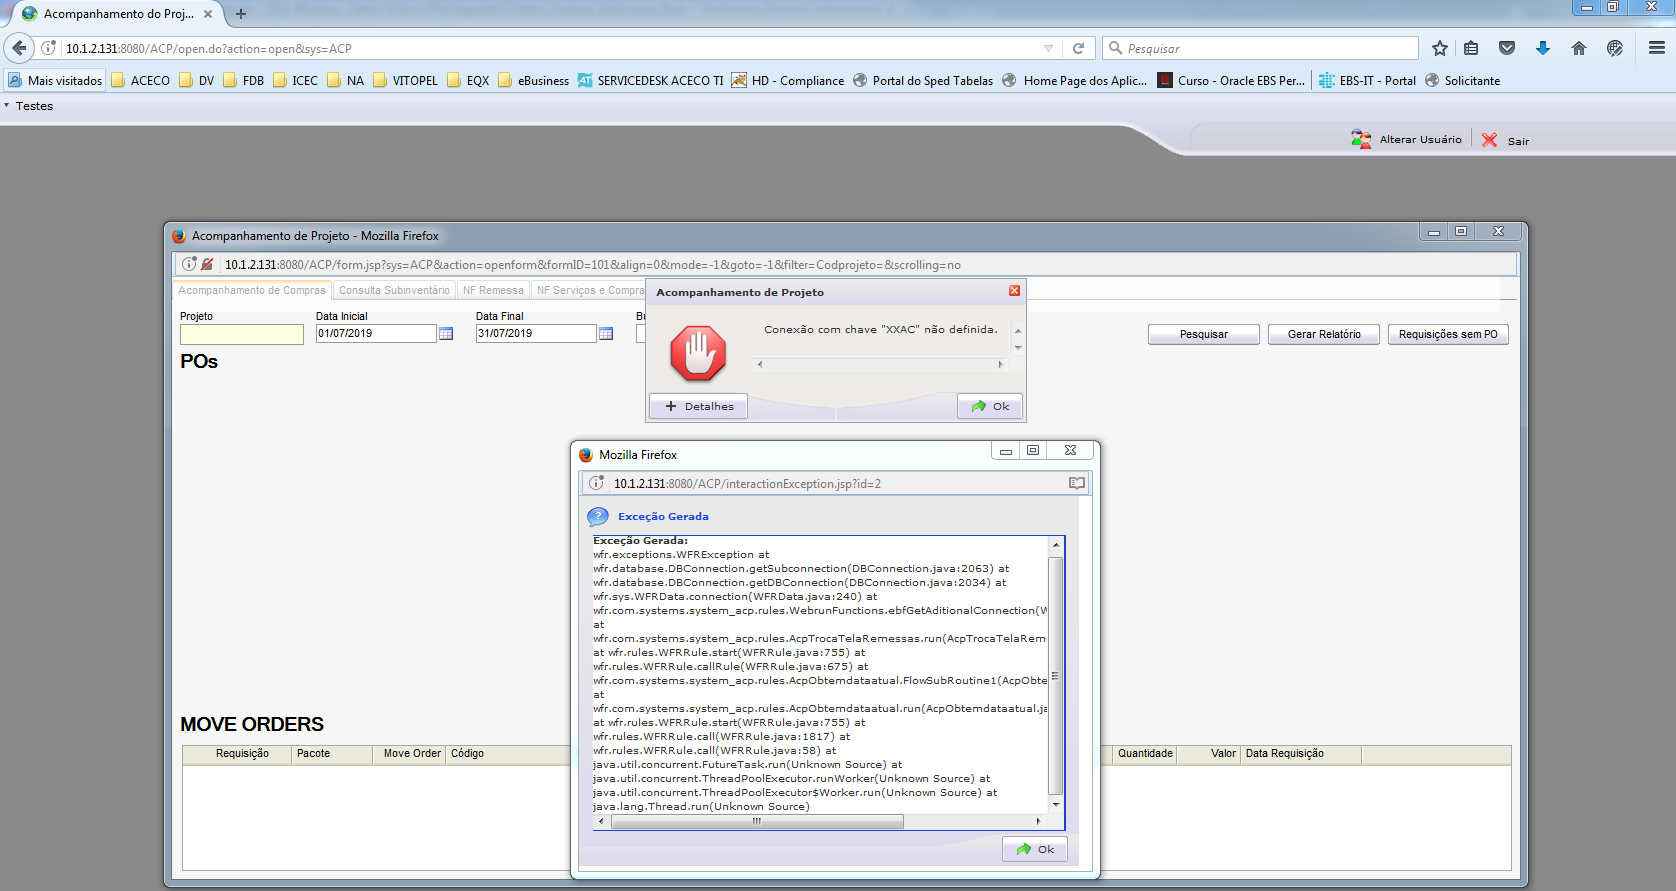 Acompanhamento do Proj...
10.1.2.131:8080/ACP/open.do?action=open&sys=ACP
Pesquisar
Mais visitados ACECO DV FDB ICEC NA VITOPEL EQX eBusiness SERVICEDESK ACECO TI HD - Compliance Portal do Sped Tabelas Home Page dos Aplic... Curso - Oracle EBS Per... EBS-IT - Portal Solicitante
Testes
Alterar Usuário Sair
Acompanhamento de Projeto - Mozilla Firefox
10.1.2.131:8080/ACP/form.jsp?sys=ACP&action=openform&formID=101&align=0&mode=-1&goto=-1&filter=Codprojeto=&scrolling=no
Acompanhamento de Compras Consulta Subinventário NF Remessa NF Serviços e Compra
Projeto Data Inicial Data Final
01/07/2019 31/07/2019
Pesquisar Gerar Relatório Requisições sem PO
POs
Acompanhamento de Projeto
Conexão com chave "XXAC" não definida.
+ Detalhes Ok
Mozilla Firefox
10.1.2.131:8080/ACP/interactionException.jsp?id=2
Exceção Gerada
Exceção Gerada:
wfr.exceptions.WFRException at
wfr.database.DBConnection.getSubconnection(DBConnection.java:2063) at
wfr.database.DBConnection.getDBConnection(DBConnection.java:2034) at
wfr.sys.WFRData.connection(WFRData.java:240) at
wfr.com.systems.system_acp.rules.WebrunFunctions.ebfGetAditionalConnection(W
at
wfr.com.systems.system_acp.rules.AcpTrocaTelaRemessas.run(AcpTrocaTelaRem
at wfr.rules.WFRRule.start(WFRRule.java:755) at
wfr.rules.WFRRule.callRule(WFRRule.java:675) at
wfr.com.systems.system_acp.rules.AcpObtemdataatual.FlowSubRoutine1(AcpObte
at
wfr.com.systems.system_acp.rules.AcpObtemdataatual.run(AcpObtemdataatual.ja
at wfr.rules.WFRRule.start(WFRRule.java:755) at
wfr.rules.WFRRule.call(WFRRule.java:1817) at
wfr.rules.WFRRule.call(WFRRule.java:58) at
java.util.concurrent.FutureTask.run(Unknown Source) at
java.util.concurrent.ThreadPoolExecutor.runWorker(Unknown Source) at
java.util.concurrent.ThreadPoolExecutor$Worker.run(Unknown Source) at
java.lang.Thread.run(Unknown Source)
Ok
MOVE ORDERS
Requisição Pacote Move Order Código Quantidade Valor Data Requisição